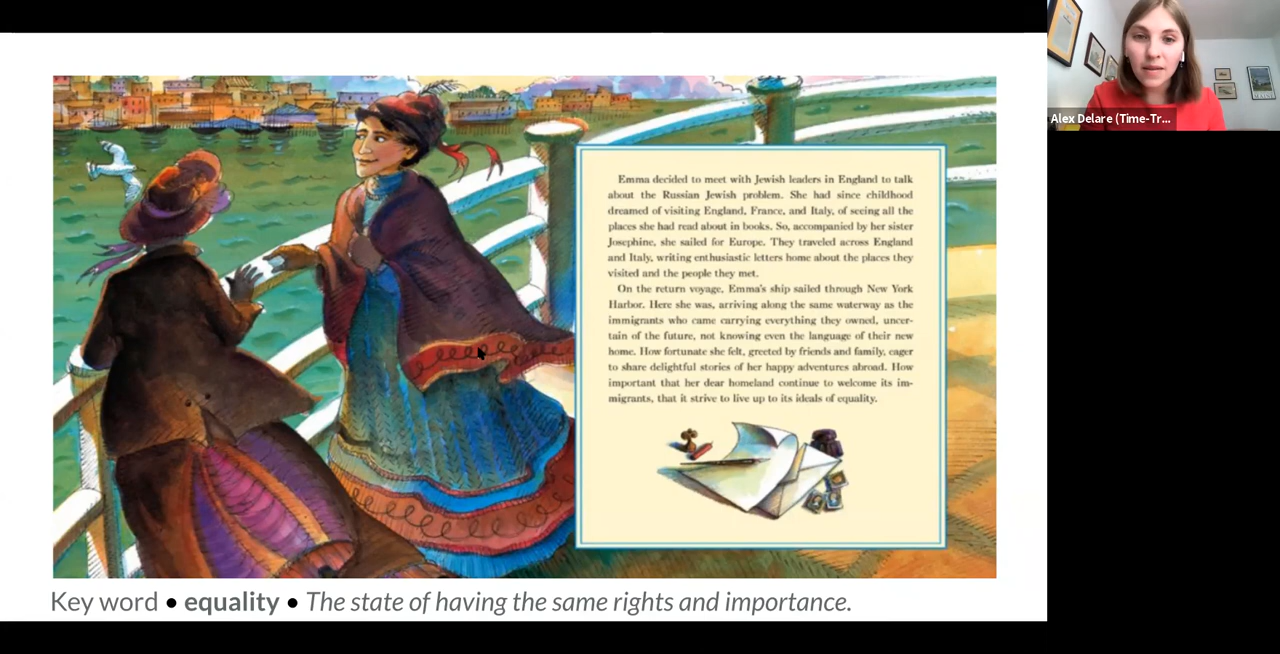 Emma decided to meet with Jewish leaders in England to talk
about the Russian Jewish problem. She had since childhood
dreamed of visiting England, France, and Italy, of seeing all the
places she had read about in books. So, accompanied by her sister
Josephine, she sailed for Europe. They traveled across England
and Italy, writing enthusiastic letters home about the places they
visited and the people they met.
On the return voyage, Emma's ship sailed through New York
Harbor. Here she was, arriving along the same waterway as the
immigrants who came carrying everything they owned, uncer-
tain of the future, not knowing even the language of their new
home. How fortunate she felt, greeted by friends and family, eager
to share delightful stories of her happy adventures abroad. How
important that her dear homeland continue to welcome its im-
migrants, that it strive to live up to its ideals of equality.
Key word • equality • The state of having the same rights and importance.
Alex Delare (Time-Tr...